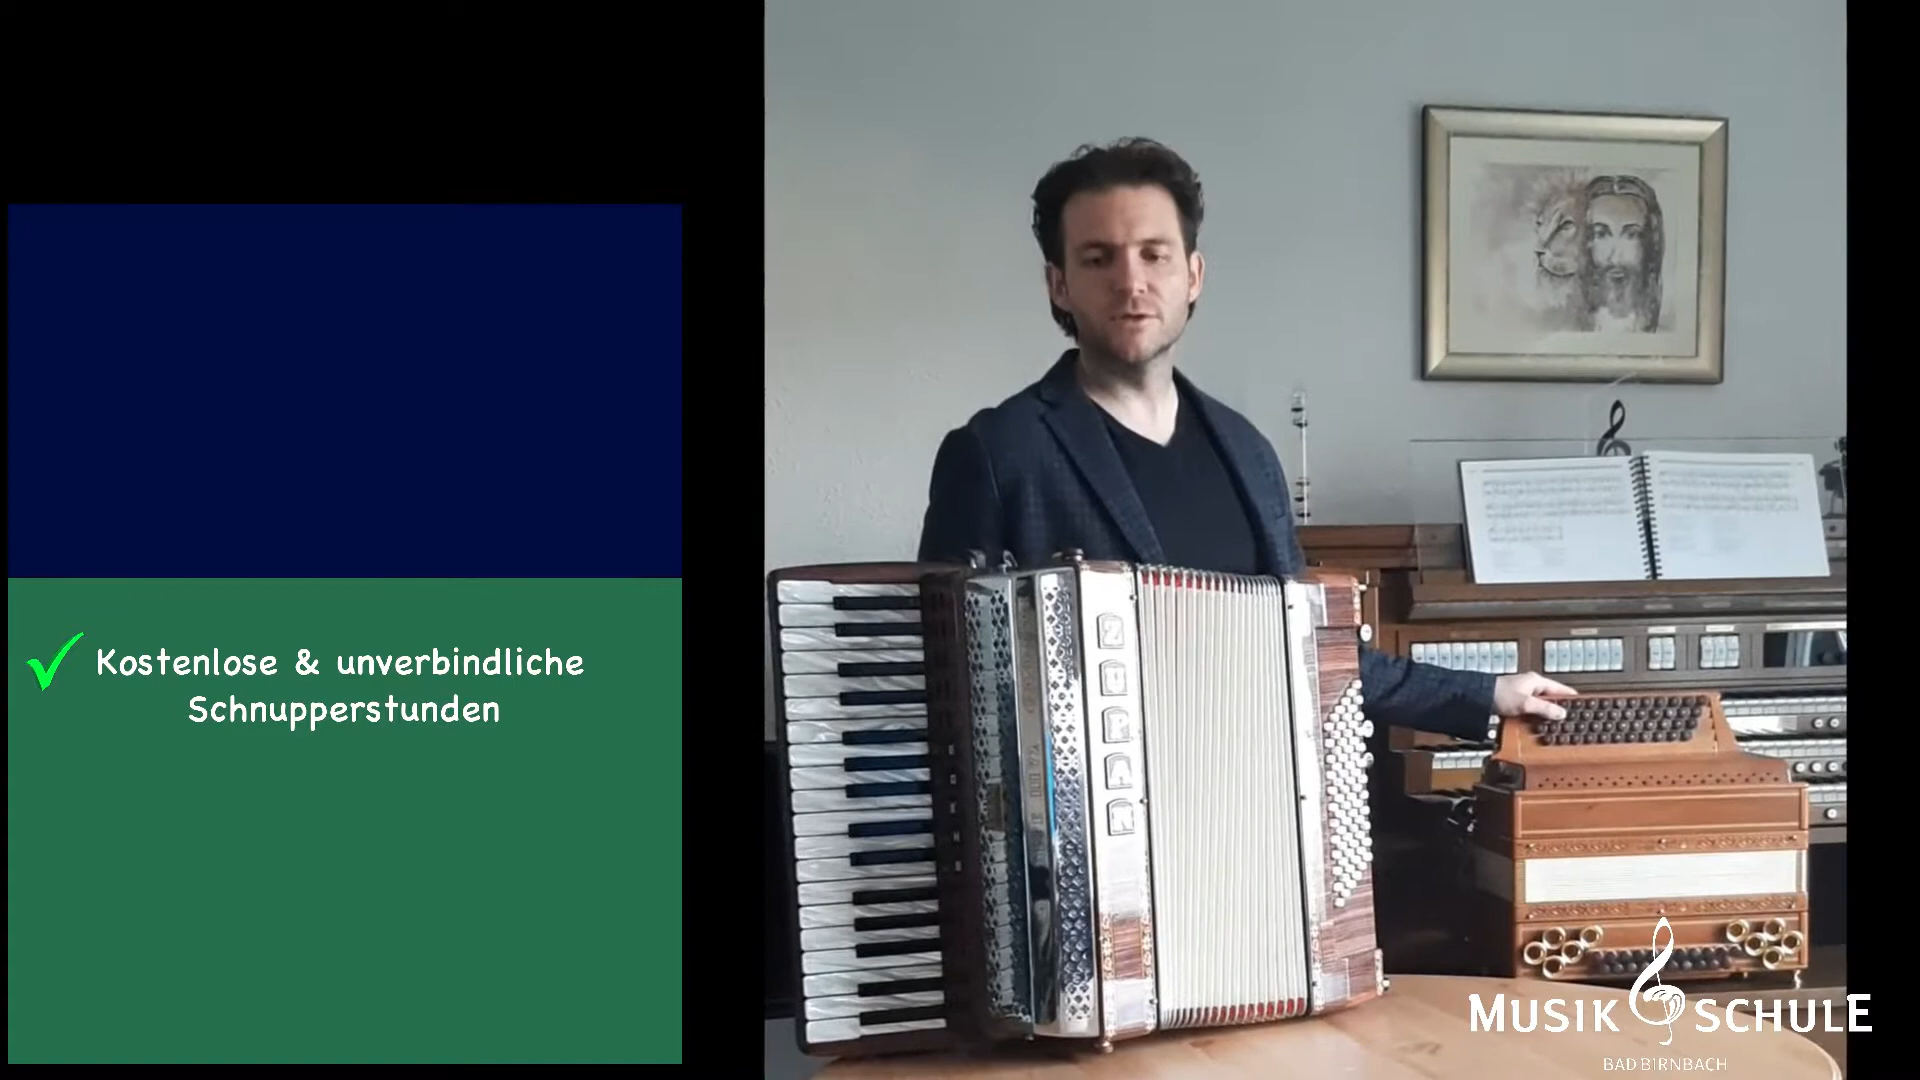 Kostenlose & unverbindliche
Schnupperstunden
ZUPAN
MUSIK SCHULE
BAD BIRNBACH